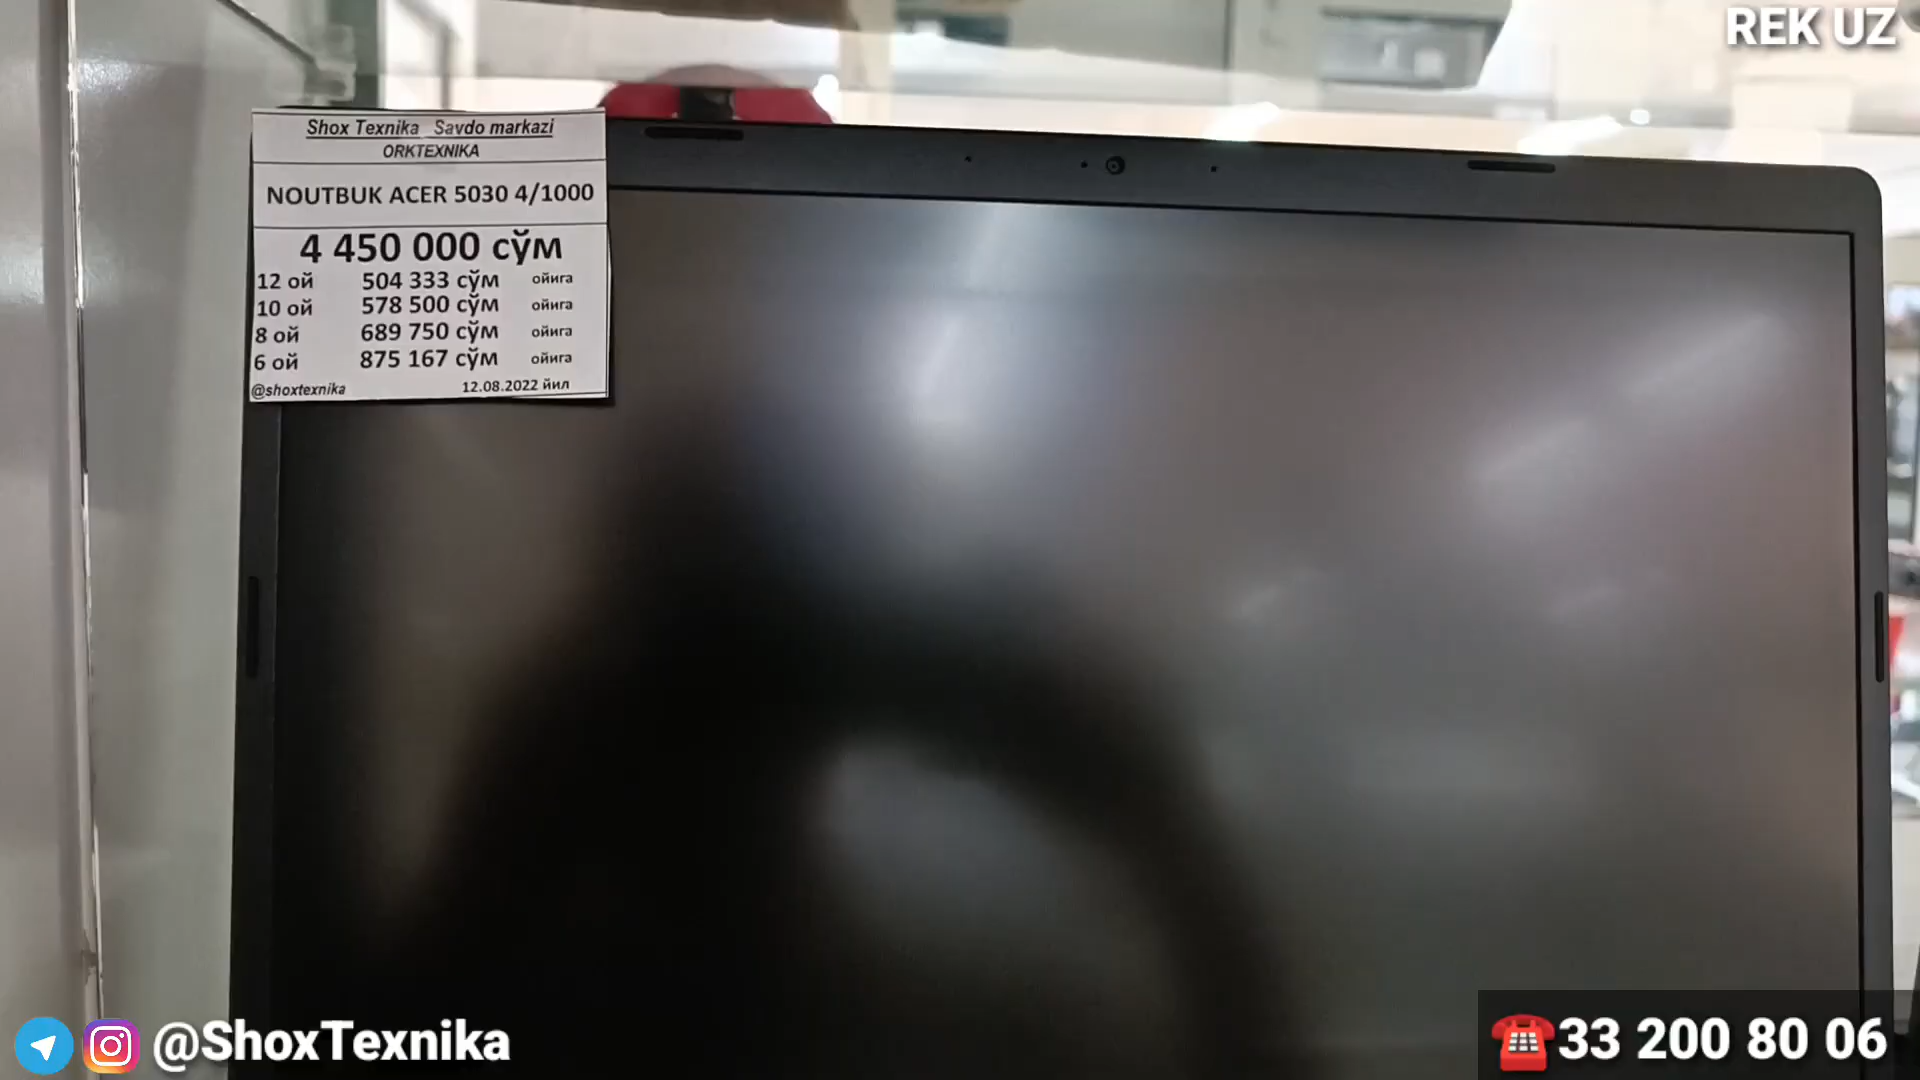 REK UZ
Shox Texnika Savdo markazi
ORKTEXNIKA
NOUTBUK ACER 5030 4/1000
4 450 000 сўм
12 ой 504 333 сўм ойига
10 ой 578 500 сўм ойига
8 ой 689 750 сўм ойига
6 ой 875 167 сўм ойига
@shoxtexnika 12.08.2022 йил
@ShoxTexnika
33 200 80 06